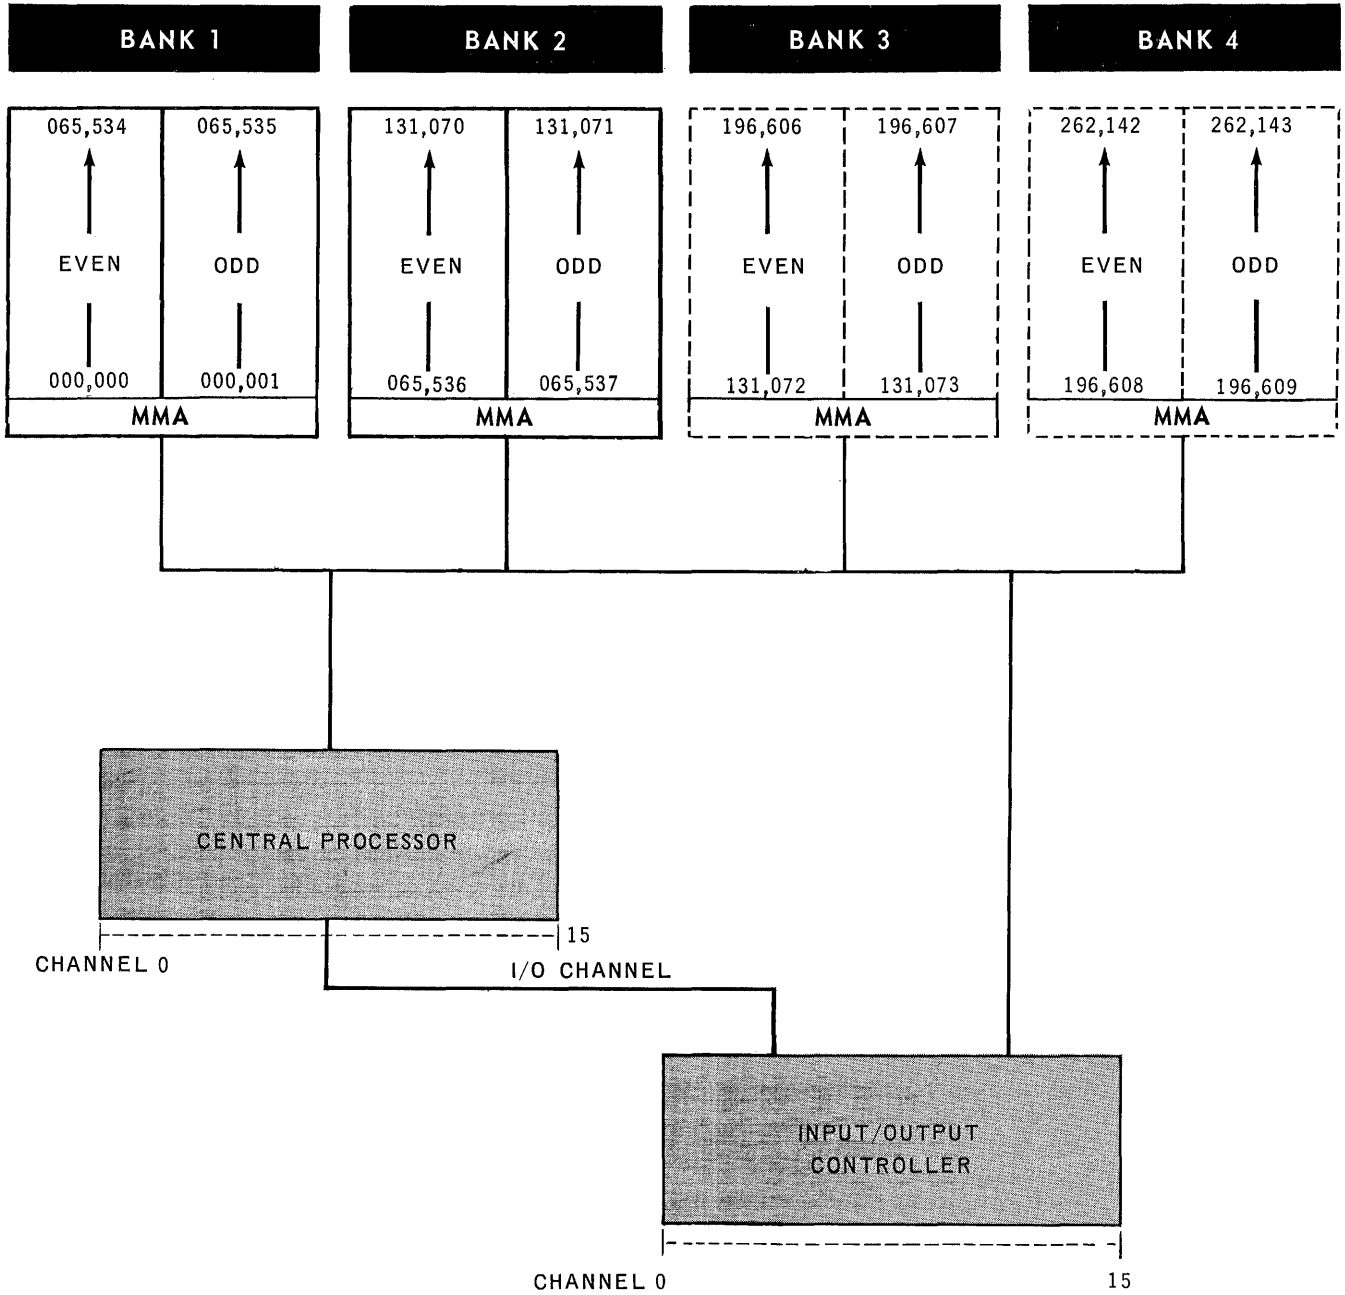 BANK 1
BANK 2
BANK 3
BANK 4
065,534
065,535
131,070
131,071
196,606
196,607
262,142
262,143
EVEN
ODD
EVEN
ODD
EVEN
ODD
EVEN
ODD
000,000
000,001
065,536
065,537
131,072
131,073
196,608
196,609
MMA
MMA
MMA
MMA
CENTRAL PROCESSOR
15
CHANNEL 0
I/O CHANNEL
INPUT/OUTPUT
CONTROLLER
CHANNEL 0
15